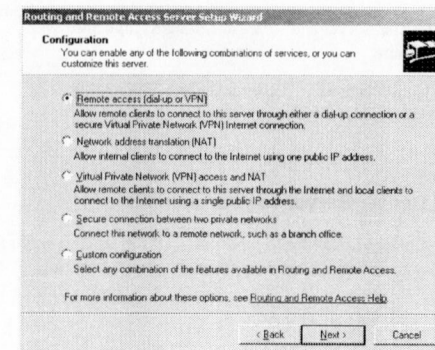 Routing and Remote Access Server Setup Wizard
Configuration
You can enable any of the following combinations of services, or you can
customize this server.
Remote access (dial-up or VPN)
Allow remote clients to connect to this server through either a dial-up connection or a
secure Virtual Private Network (VPN) Internet connection.
Network address translation (NAT)
Allow internal clients to connect to the Internet using one public IP address.
Virtual Private Network (VPN) access and NAT
Allow remote clients to connect to this server through the Internet and local clients to
connect to the Internet using a single public IP address.
Secure connection between two private networks
Connect this network to a remote network, such as a branch office.
Custom configuration
Select any combination of the features available in Routing and Remote Access.
For more information about these options, see Routing and Remote Access Help.
< Back Next > Cancel